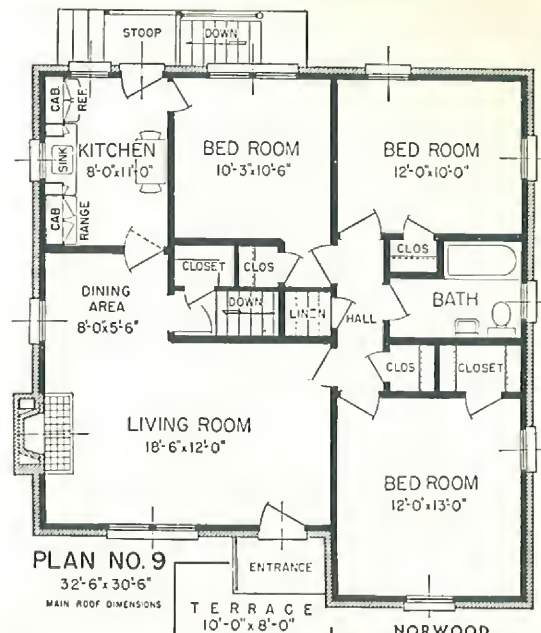 STOOP
DOWN
CAB.
REF.
KITCHEN
8'-0"x11'-0"
SINK
CAB
RANGE
BED ROOM
10'-3"x10'-6"
BED ROOM
12'-0"x10'-0"
CLOS
CLOSET
CLOS
DINING
AREA
8'-0x5'-6"
DOWN
LINEN
HALL
BATH
CLOS
CLOSET
LIVING ROOM
18'-6"x12'-0"
BED ROOM
12'-0"x13'-0"
PLAN NO. 9
32'-6"x30'-6"
MAIN ROOF DIMENSIONS
ENTRANCE
TERRACE
10'-0"x8'-0"
NORWOOD